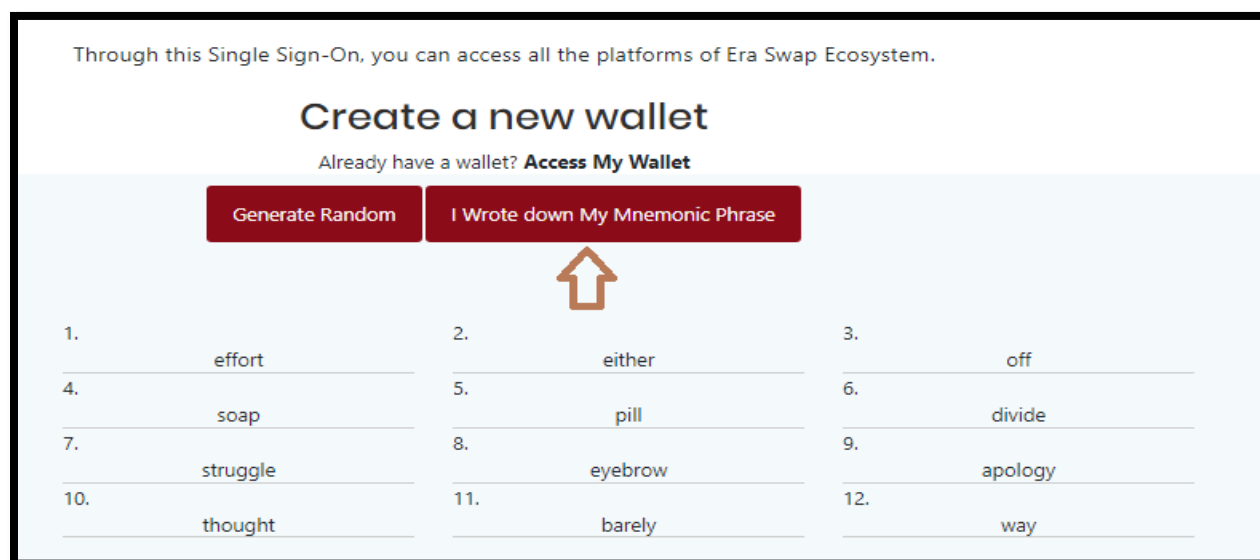 Through this Single Sign-On, you can access all the platforms of Era Swap Ecosystem.
Create a new wallet
Already have a wallet? Access My Wallet
Generate Random I Wrote down My Mnemonic Phrase
1. 2. 3.
effort either off
4. 5. 6.
soap pill divide
7. 8. 9.
struggle eyebrow apology
10. 11. 12.
thought barely way